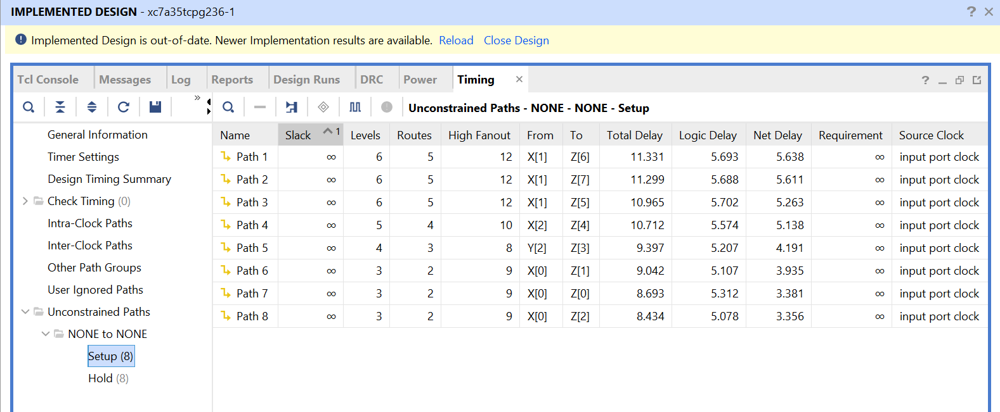 IMPLEMENTED DESIGN - xc7a35tcpg236-1
Implemented Design is out-of-date. Newer Implementation results are available. Reload Close Design
Tcl Console Messages Log Reports Design Runs DRC Power Timing
Unconstrained Paths - NONE - NONE - Setup
General Information
Timer Settings
Design Timing Summary
Check Timing (0)
Intra-Clock Paths
Inter-Clock Paths
Other Path Groups
User Ignored Paths
Unconstrained Paths
NONE to NONE
Setup (8)
Hold (8)
Name Slack 1 Levels Routes High Fanout From To Total Delay Logic Delay Net Delay Requirement Source Clock
Path 1 ∞ 6 5 12 X[1] Z[6] 11.331 5.693 5.638 ∞ input port clock
Path 2 ∞ 6 5 12 X[1] Z[7] 11.299 5.688 5.611 ∞ input port clock
Path 3 ∞ 6 5 12 X[1] Z[5] 10.965 5.702 5.263 ∞ input port clock
Path 4 ∞ 5 4 10 X[2] Z[4] 10.712 5.574 5.138 ∞ input port clock
Path 5 ∞ 4 3 8 Y[2] Z[3] 9.397 5.207 4.191 ∞ input port clock
Path 6 ∞ 3 2 9 X[0] Z[1] 9.042 5.107 3.935 ∞ input port clock
Path 7 ∞ 3 2 9 X[0] Z[0] 8.693 5.312 3.381 ∞ input port clock
Path 8 ∞ 3 2 9 X[0] Z[2] 8.434 5.078 3.356 ∞ input port clock